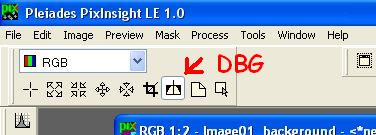 Pleiades PixInsight LE 1.0
File Edit Image Preview Mask Process Tools Window Help
RGB
DBG
RGB 1:2 - Image01_background - <*ne